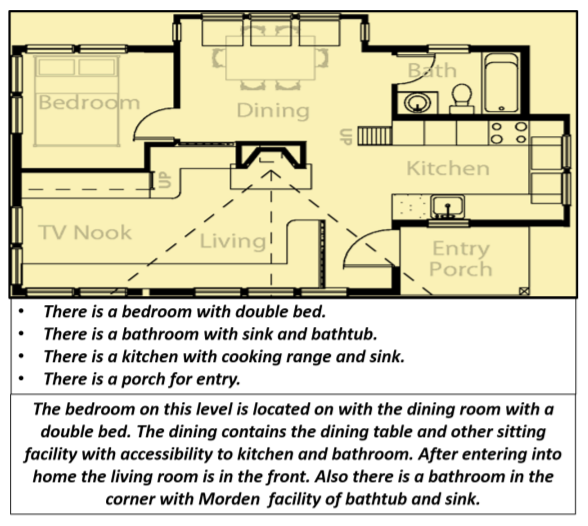 Bath
Bedroom
Dining
UP
Kitchen
UP
TV Nook
Living
Entry
Porch
• There is a bedroom with double bed.
• There is a bathroom with sink and bathtub.
• There is a kitchen with cooking range and sink.
• There is a porch for entry.
The bedroom on this level is located on with the dining room with a
double bed. The dining contains the dining table and other sitting
facility with accessibility to kitchen and bathroom. After entering into
home the living room is in the front. Also there is a bathroom in the
corner with Morden facility of bathtub and sink.